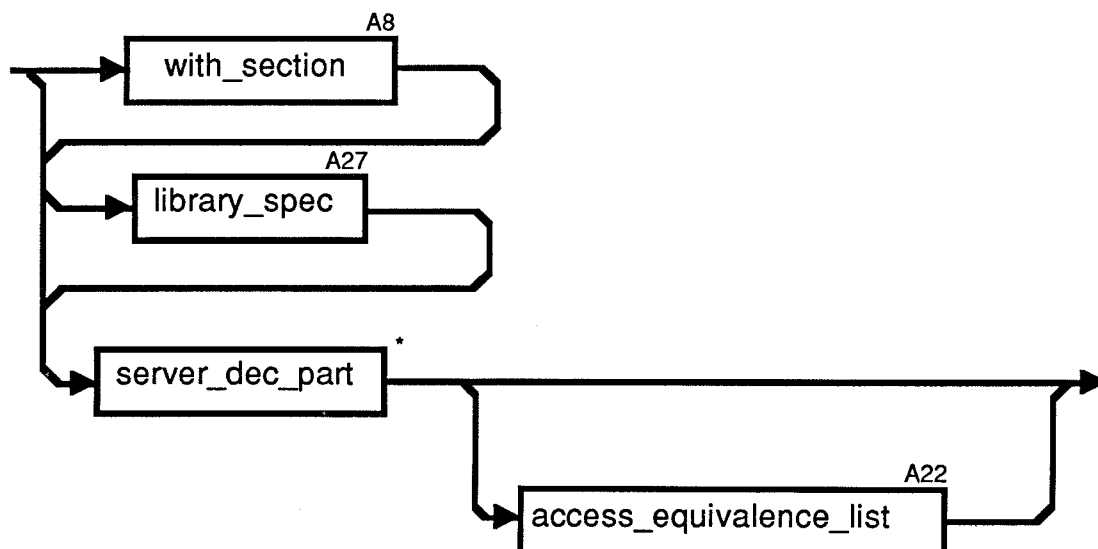 A8
with_section
A27
library_spec
*
server_dec_part
A22
access_equivalence_list